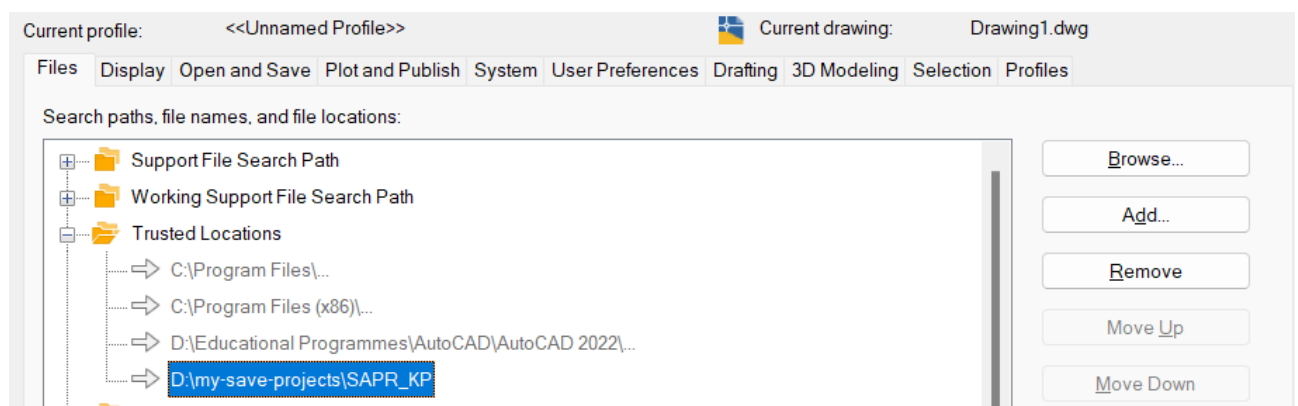 Current profile: <<Unnamed Profile>> Current drawing: Drawing1.dwg
Files Display Open and Save Plot and Publish System User Preferences Drafting 3D Modeling Selection Profiles
Search paths, file names, and file locations:
Support File Search Path
Working Support File Search Path
Trusted Locations
C:\Program Files\...
C:\Program Files (x86)\...
D:\Educational Programmes\AutoCAD\AutoCAD 2022\...
D:\my-save-projects\SAPR_KP
Browse...
Add...
Remove
Move Up
Move Down